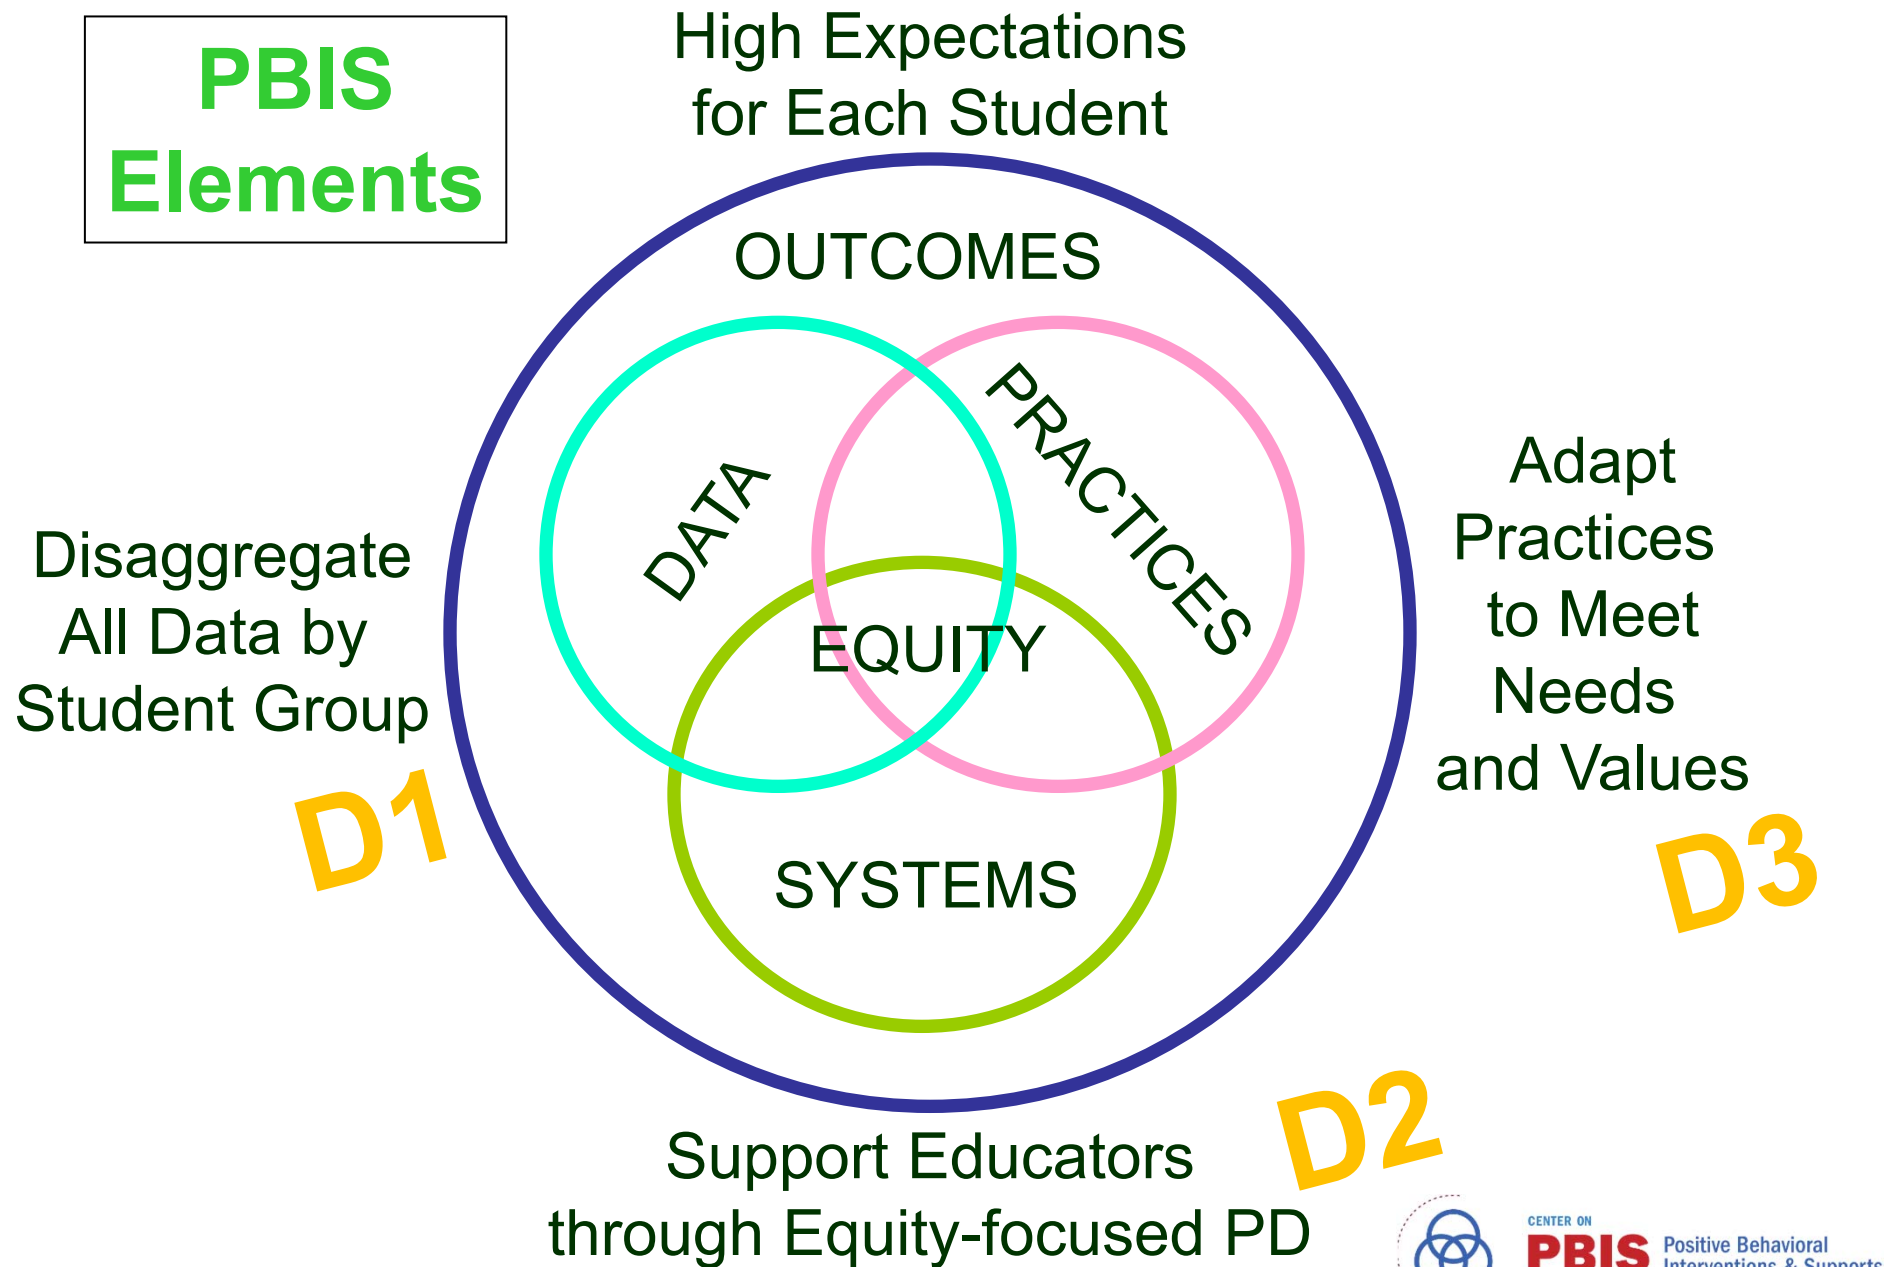 PBIS
Elements
High Expectations
for Each Student
OUTCOMES
DATA
PRACTICES
EQUITY
SYSTEMS
Disaggregate
All Data by
Student Group
D1
Adapt
Practices
to Meet
Needs
and Values
D3
Support Educators
through Equity-focused PD
D2
CENTER ON
PBIS
Positive Behavioral
Interventions & Supports